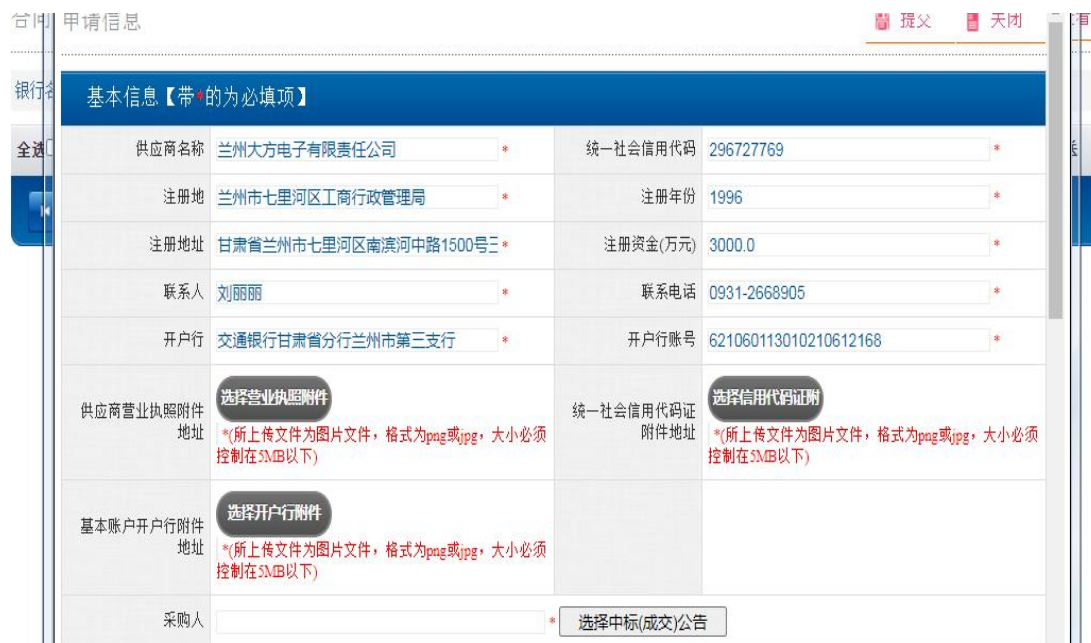 合同 申请信息 提交 关闭 查看
银行名
基本信息【带*的为必填项】
全选
供应商名称 兰州大方电子有限责任公司 * 统一社会信用代码 296727769 *
注册地 兰州市七里河区工商行政管理局 * 注册年份 1996 *
注册地址 甘肃省兰州市七里河区南滨河中路1500号三 * 注册资金(万元) 3000.0 *
联系人 刘丽丽 * 联系电话 0931-2668905 *
开户行 交通银行甘肃省分行兰州市第三支行 * 开户行账号 621060113010210612168 *
供应商营业执照附件
地址
选择营业执照附件
*(所上传文件为图片文件，格式为png或jpg，大小必须
控制在5MB以下)
统一社会信用代码证
附件地址
选择信用代码证附
*(所上传文件为图片文件，格式为png或jpg，大小必须
控制在5MB以下)
基本账户开户行附件
地址
选择开户行附件
*(所上传文件为图片文件，格式为png或jpg，大小必须
控制在5MB以下)
采购人 * 选择中标(成交)公告